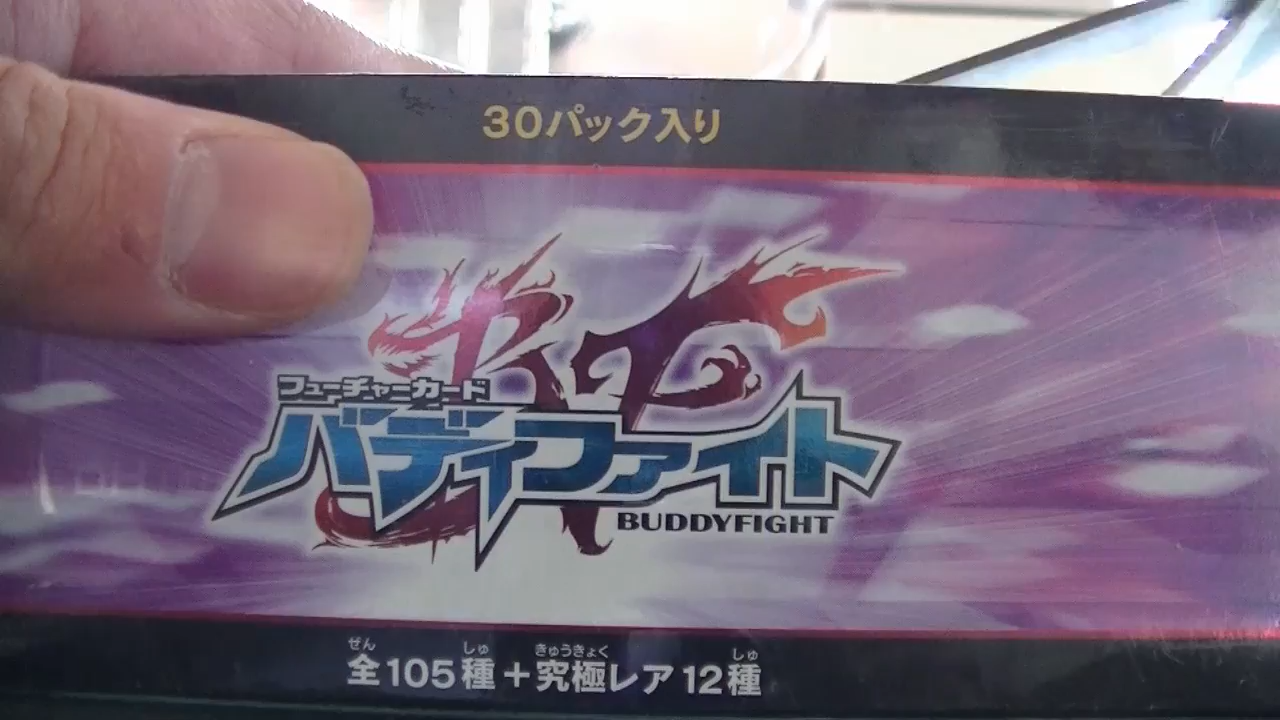 30パック入り
フューチャーカード
バディファイト
BUDDYFIGHT
ぜん しゅ きゅうきょく しゅ
全105種+究極レア12種